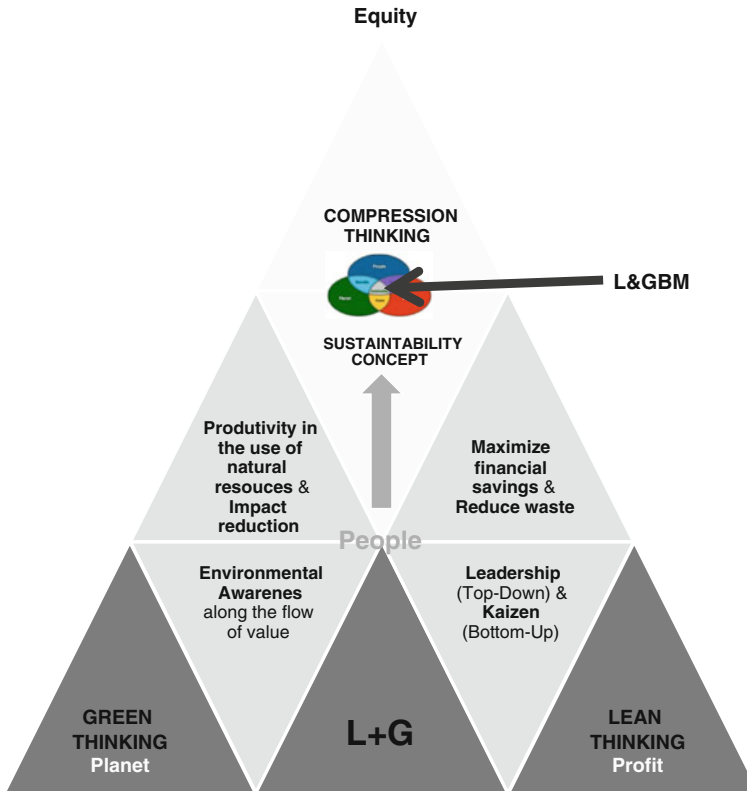 Equity
COMPRESSION
THINKING
People
Planet
L&GBM
SUSTAINTABILITY
CONCEPT
Produtivity in
the use of
natural
resouces &
Impact
reduction
Maximize
financial
savings &
Reduce waste
People
Environmental
Awarenes
along the flow
of value
Leadership
(Top-Down) &
Kaizen
(Bottom-Up)
GREEN
THINKING
Planet
L+G
LEAN
THINKING
Profit